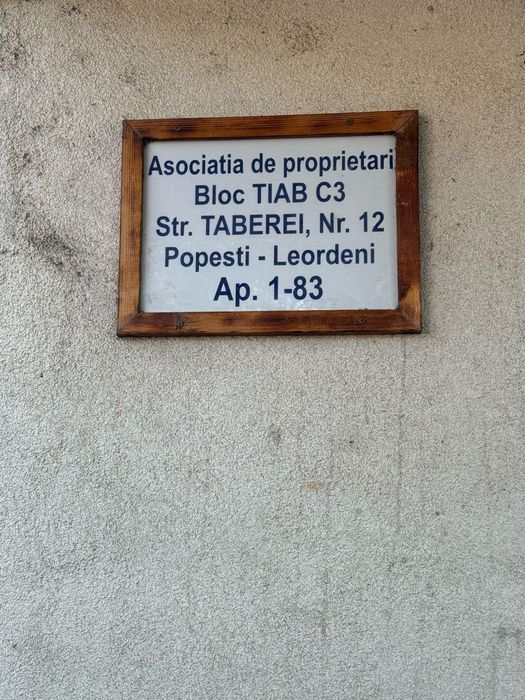 Asociatia de proprietari
Bloc TIAB C3
Str. TABEREI, Nr. 12
Popesti - Leordeni
Ap. 1-83